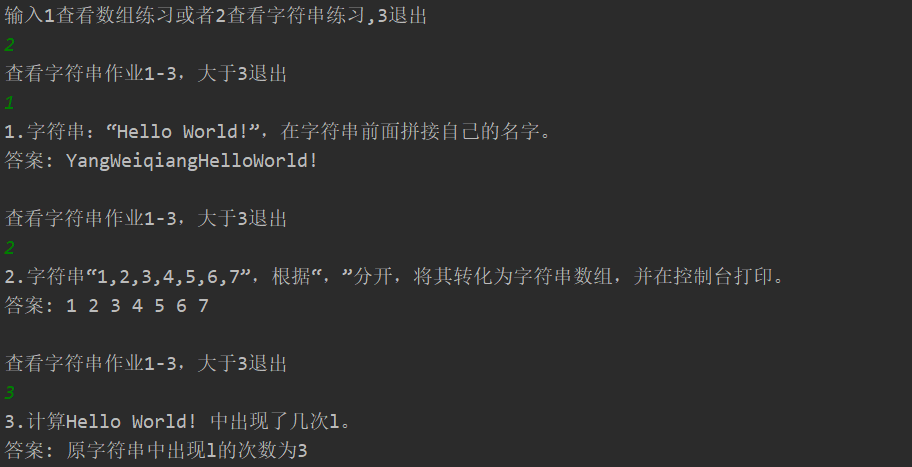 输入1查看数组练习或者2查看字符串练习,3退出
2
查看字符串作业1-3，大于3退出
1
1.字符串：“Hello World!”，在字符串前面拼接自己的名字。
答案: YangWeiqiangHelloWorld!
查看字符串作业1-3，大于3退出
2
2.字符串“1,2,3,4,5,6,7”，根据“，”分开，将其转化为字符串数组，并在控制台打印。
答案: 1 2 3 4 5 6 7
查看字符串作业1-3，大于3退出
3
3.计算Hello World! 中出现了几次l。
答案: 原字符串中出现l的次数为3